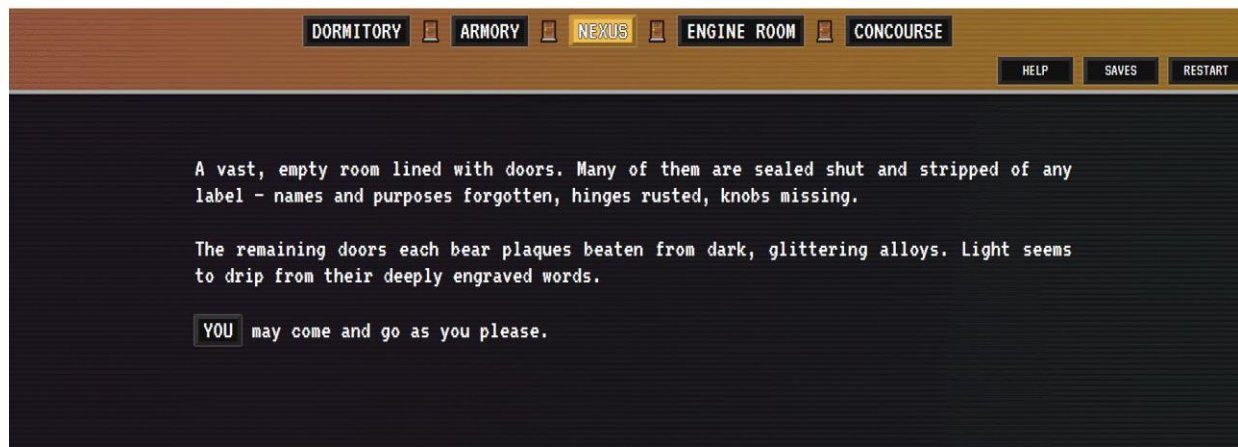 DORMITORY ARMORY NEXUS ENGINE ROOM CONCOURSE
HELP SAVES RESTART
A vast, empty room lined with doors. Many of them are sealed shut and stripped of any
label – names and purposes forgotten, hinges rusted, knobs missing.
The remaining doors each bear plaques beaten from dark, glittering alloys. Light seems
to drip from their deeply engraved words.
YOU may come and go as you please.